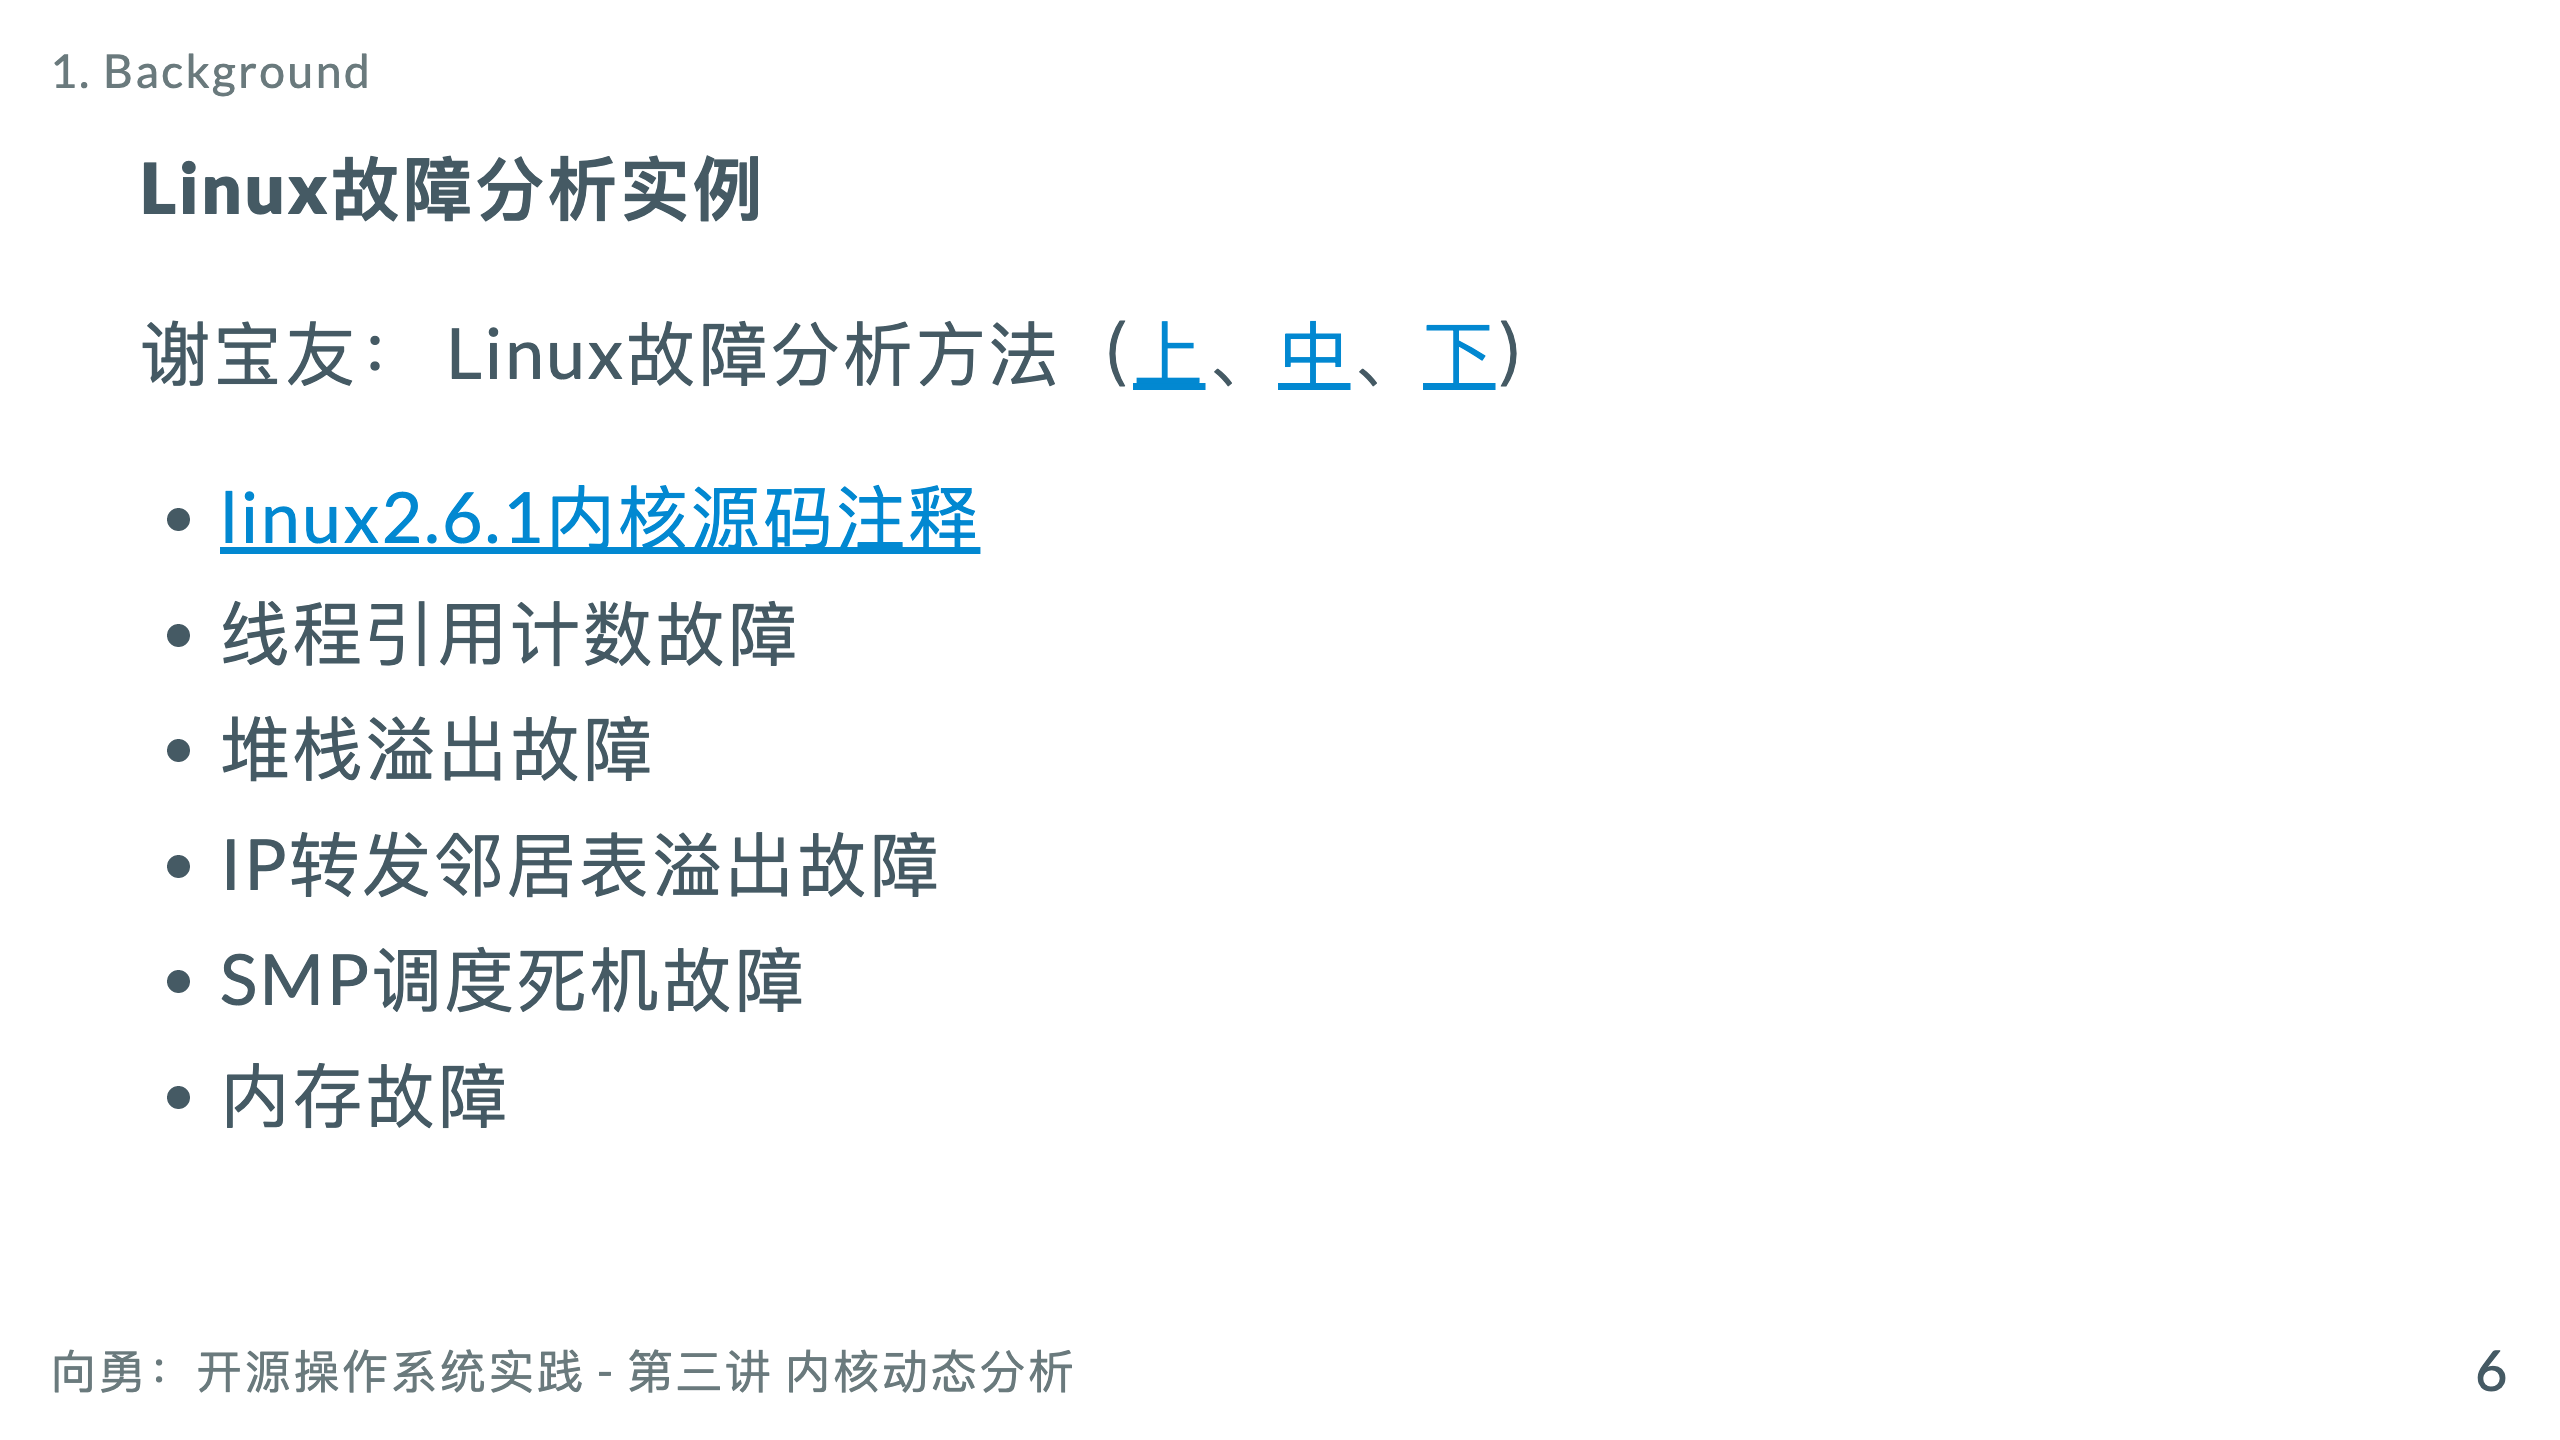 1. Background
Linux故障分析实例
谢宝友： Linux故障分析方法（上、中、下）
• linux2.6.1内核源码注释
• 线程引用计数故障
• 堆栈溢出故障
• IP转发邻居表溢出故障
• SMP调度死机故障
• 内存故障
向勇：开源操作系统实践 - 第三讲 内核动态分析
6